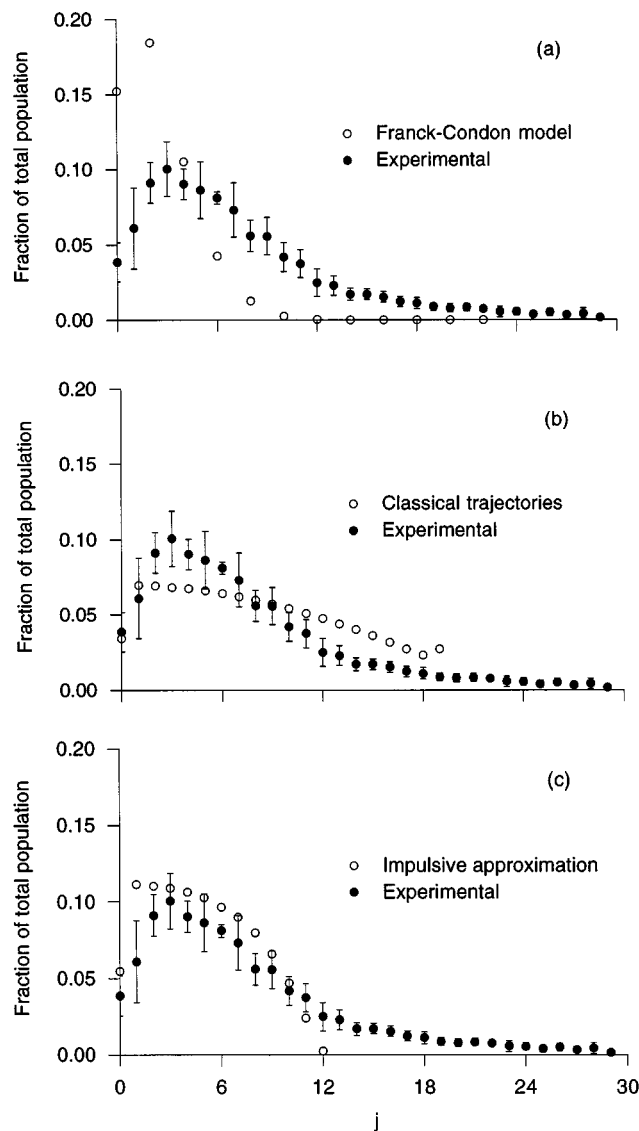 0.20
(a)
0.15
Franck-Condon model
Experimental
0.10
0.05
0.00
Fraction of total population
0.20
(b)
0.15
Classical trajectories
Experimental
0.10
0.05
0.00
Fraction of total population
0.20
(c)
0.15
Impulsive approximation
Experimental
0.10
0.05
0.00
Fraction of total population
0 6 12 18 24 30
j